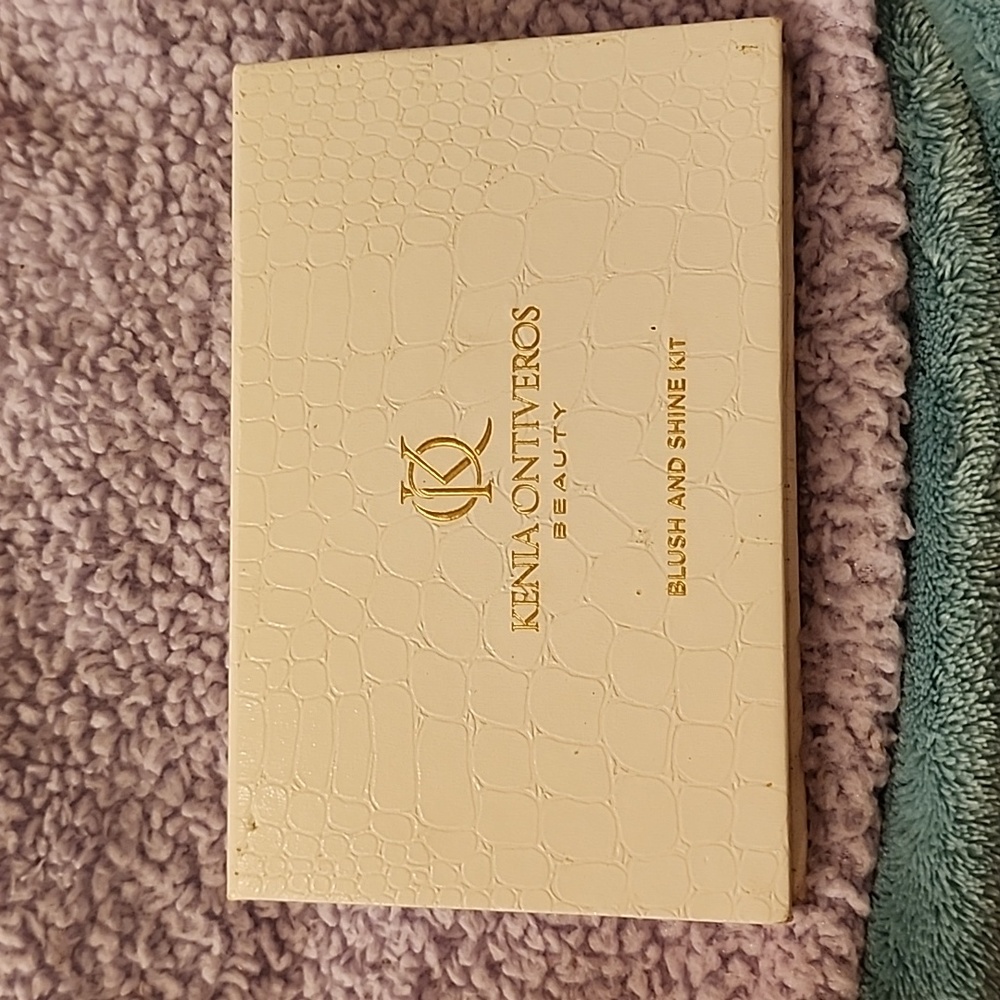 KO
KENIA ONTIVEROS
BEAUTY
BLUSH AND SHINE KIT